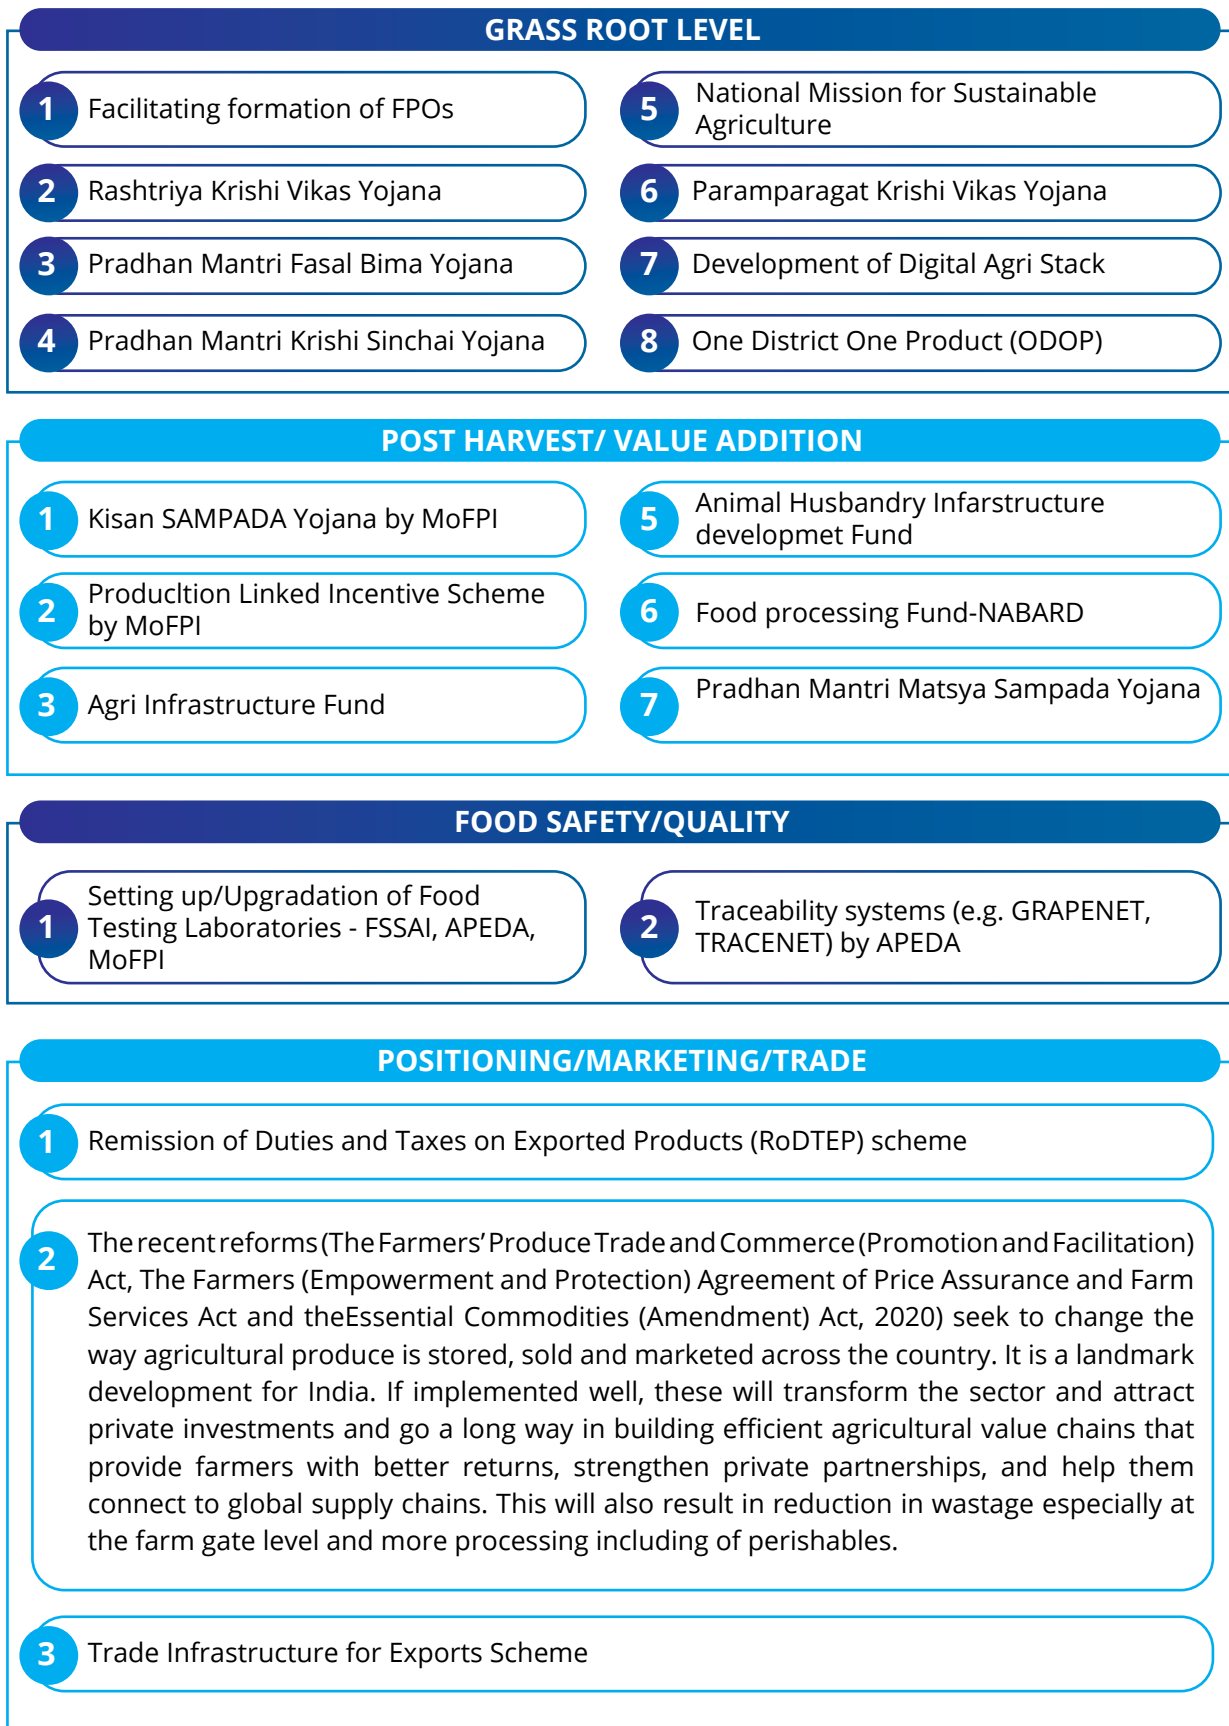 GRASS ROOT LEVEL
1 Facilitating formation of FPOs
2 Rashtriya Krishi Vikas Yojana
3 Pradhan Mantri Fasal Bima Yojana
4 Pradhan Mantri Krishi Sinchai Yojana
5 National Mission for Sustainable
Agriculture
6 Paramparagat Krishi Vikas Yojana
7 Development of Digital Agri Stack
8 One District One Product (ODOP)
POST HARVEST/ VALUE ADDITION
1 Kisan SAMPADA Yojana by MoFPI
2 Producltion Linked Incentive Scheme
by MoFPI
3 Agri Infrastructure Fund
5 Animal Husbandry Infarstructure
developmet Fund
6 Food processing Fund-NABARD
7 Pradhan Mantri Matsya Sampada Yojana
FOOD SAFETY/QUALITY
1 Setting up/Upgradation of Food
Testing Laboratories - FSSAI, APEDA,
MoFPI
2 Traceability systems (e.g. GRAPENET,
TRACENET) by APEDA
POSITIONING/MARKETING/TRADE
1 Remission of Duties and Taxes on Exported Products (RoDTEP) scheme
2 The recent reforms (The Farmers' Produce Trade and Commerce (Promotion and Facilitation)
Act, The Farmers (Empowerment and Protection) Agreement of Price Assurance and Farm
Services Act and theEssential Commodities (Amendment) Act, 2020) seek to change the
way agricultural produce is stored, sold and marketed across the country. It is a landmark
development for India. If implemented well, these will transform the sector and attract
private investments and go a long way in building efficient agricultural value chains that
provide farmers with better returns, strengthen private partnerships, and help them
connect to global supply chains. This will also result in reduction in wastage especially at
the farm gate level and more processing including of perishables.
3 Trade Infrastructure for Exports Scheme